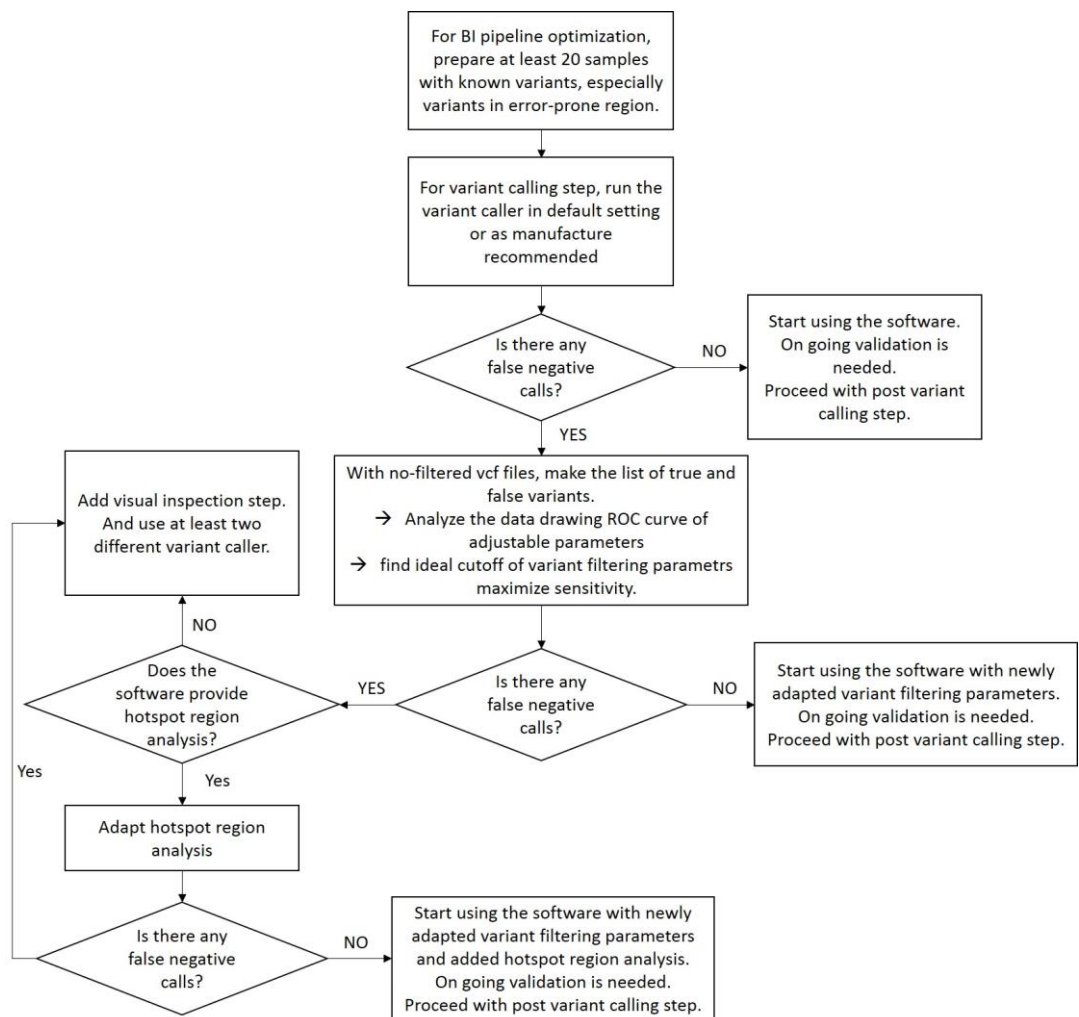 For BI pipeline optimization,
prepare at least 20 samples
with known variants, especially
variants in error-prone region.
For variant calling step, run the
variant caller in default setting
or as manufacture
recommended
Is there any
false negative
calls?
NO
Start using the software.
On going validation is
needed.
Proceed with post variant
calling step.
YES
With no-filtered vcf files, make the list of true and
false variants.
→ Analyze the data drawing ROC curve of
adjustable parameters
→ find ideal cutoff of variant filtering parametrs
maximize sensitivity.
Add visual inspection step.
And use at least two
different variant caller.
NO
Is there any
false negative
calls?
NO
Start using the software with newly
adapted variant filtering parameters.
On going validation is needed.
Proceed with post variant calling step.
YES
Does the
software provide
hotspot region
analysis?
Yes
Yes
Adapt hotspot region
analysis
Is there any
false negative
calls?
NO
Start using the software with newly
adapted variant filtering parameters
and added hotspot region analysis.
On going validation is needed.
Proceed with post variant calling step.